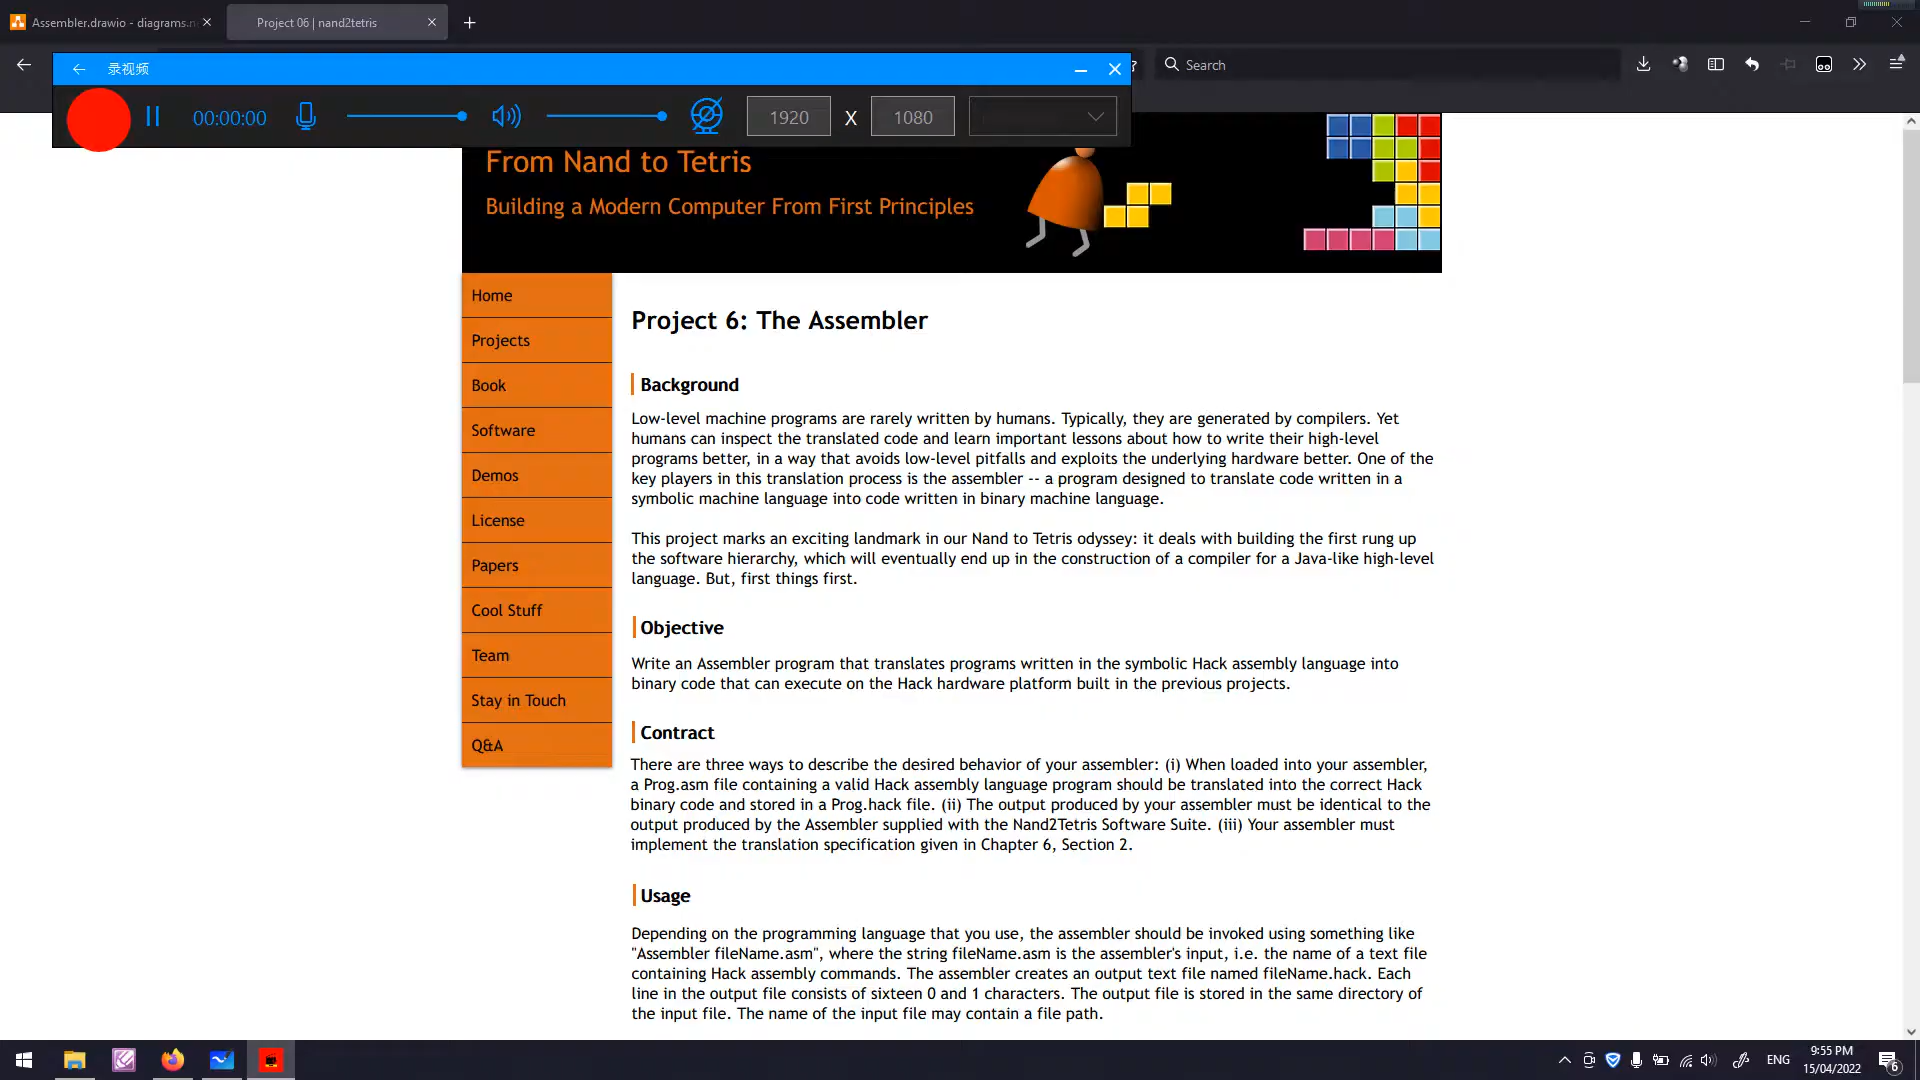 Assembler.drawio - diagrams.n
Project 06 | nand2tetris
录视频
Search
00:00:00
1920 X 1080
From Nand to Tetris
Building a Modern Computer From First Principles
Home
Projects
Book
Software
Demos
License
Papers
Cool Stuff
Team
Stay in Touch
Q&A
Project 6: The Assembler
Background
Low-level machine programs are rarely written by humans. Typically, they are generated by compilers. Yet
humans can inspect the translated code and learn important lessons about how to write their high-level
programs better, in a way that avoids low-level pitfalls and exploits the underlying hardware better. One of the
key players in this translation process is the assembler -- a program designed to translate code written in a
symbolic machine language into code written in binary machine language.
This project marks an exciting landmark in our Nand to Tetris odyssey: it deals with building the first rung up
the software hierarchy, which will eventually end up in the construction of a compiler for a Java-like high-level
language. But, first things first.
Objective
Write an Assembler program that translates programs written in the symbolic Hack assembly language into
binary code that can execute on the Hack hardware platform built in the previous projects.
Contract
There are three ways to describe the desired behavior of your assembler: (i) When loaded into your assembler,
a Prog.asm file containing a valid Hack assembly language program should be translated into the correct Hack
binary code and stored in a Prog.hack file. (ii) The output produced by your assembler must be identical to the
output produced by the Assembler supplied with the Nand2Tetris Software Suite. (iii) Your assembler must
implement the translation specification given in Chapter 6, Section 2.
Usage
Depending on the programming language that you use, the assembler should be invoked using something like
"Assembler fileName.asm", where the string fileName.asm is the assembler's input, i.e. the name of a text file
containing Hack assembly commands. The assembler creates an output text file named fileName.hack. Each
line in the output file consists of sixteen 0 and 1 characters. The output file is stored in the same directory of
the input file. The name of the input file may contain a file path.
ENG
9:55 PM
15/04/2022
6